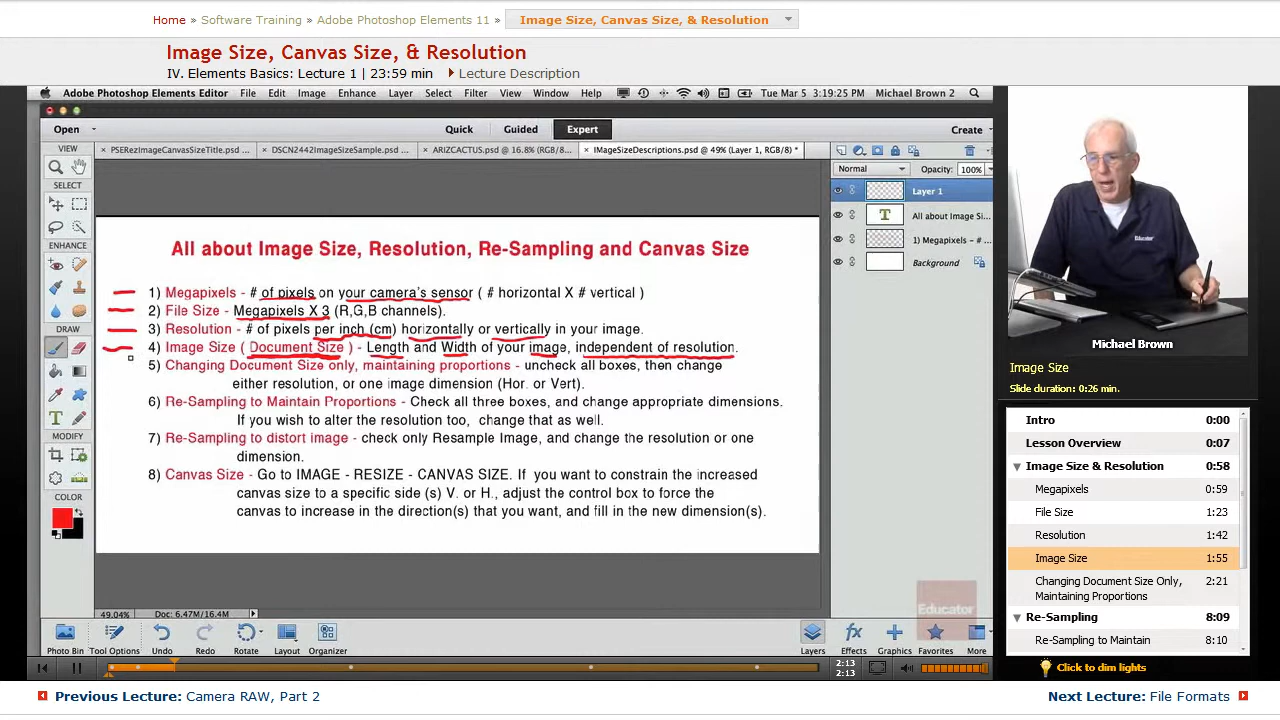 Home » Software Training » Adobe Photoshop Elements 11 » Image Size, Canvas Size, & Resolution
Image Size, Canvas Size, & Resolution
IV. Elements Basics: Lecture 1 | 23:59 min Lecture Description
Adobe Photoshop Elements Editor File Edit Image Enhance Layer Select Filter View Window Help Tue Mar 5 3:19:25 PM Michael Brown 2
Open Quick Guided Expert Create
VIEW
PSERezImageCanvasSizeTitle.psd ... DSCN2442ImageSizeSample.psd ... ARIZCACTUS.psd @ 16.8% (RGB/8... IMageSizeDescriptions.psd @ 49% (Layer 1, RGB/8) *
Normal Opacity: 100%
SELECT
Layer 1
T All about Image Si...
1) Megapixels - # ...
Background
ENHANCE
DRAW
T
MODIFY
COLOR
All about Image Size, Resolution, Re-Sampling and Canvas Size
1) Megapixels - # of pixels on your camera's sensor ( # horizontal X # vertical )
2) File Size - Megapixels X 3 (R,G,B channels).
3) Resolution - # of pixels per inch (cm) horizontally or vertically in your image.
4) Image Size ( Document Size ) - Length and Width of your image, independent of resolution.
5) Changing Document Size only, maintaining proportions - uncheck all boxes, then change
either resolution, or one image dimension (Hor. or Vert).
6) Re-Sampling to Maintain Proportions - Check all three boxes, and change appropriate dimensions.
If you wish to alter the resolution too, change that as well.
7) Re-Sampling to distort image - check only Resample Image, and change the resolution or one
dimension.
8) Canvas Size - Go to IMAGE - RESIZE - CANVAS SIZE. If you want to constrain the increased
canvas size to a specific side (s) V. or H., adjust the control box to force the
canvas to increase in the direction(s) that you want, and fill in the new dimension(s).
49.04% Doc: 6.47M/16.4M
Educator
Photo Bin Tool Options Undo Redo Rotate Layout Organizer Layers Effects Graphics Favorites More
2:13
2:13
Educator
Michael Brown
Image Size
Slide duration: 0:26 min.
Intro 0:00
Lesson Overview 0:07
Image Size & Resolution 0:58
Megapixels 0:59
File Size 1:23
Resolution 1:42
Image Size 1:55
Changing Document Size Only, 2:21
Maintaining Proportions
Re-Sampling 8:09
Re-Sampling to Maintain 8:10
Click to dim lights
Previous Lecture: Camera RAW, Part 2
Next Lecture: File Formats